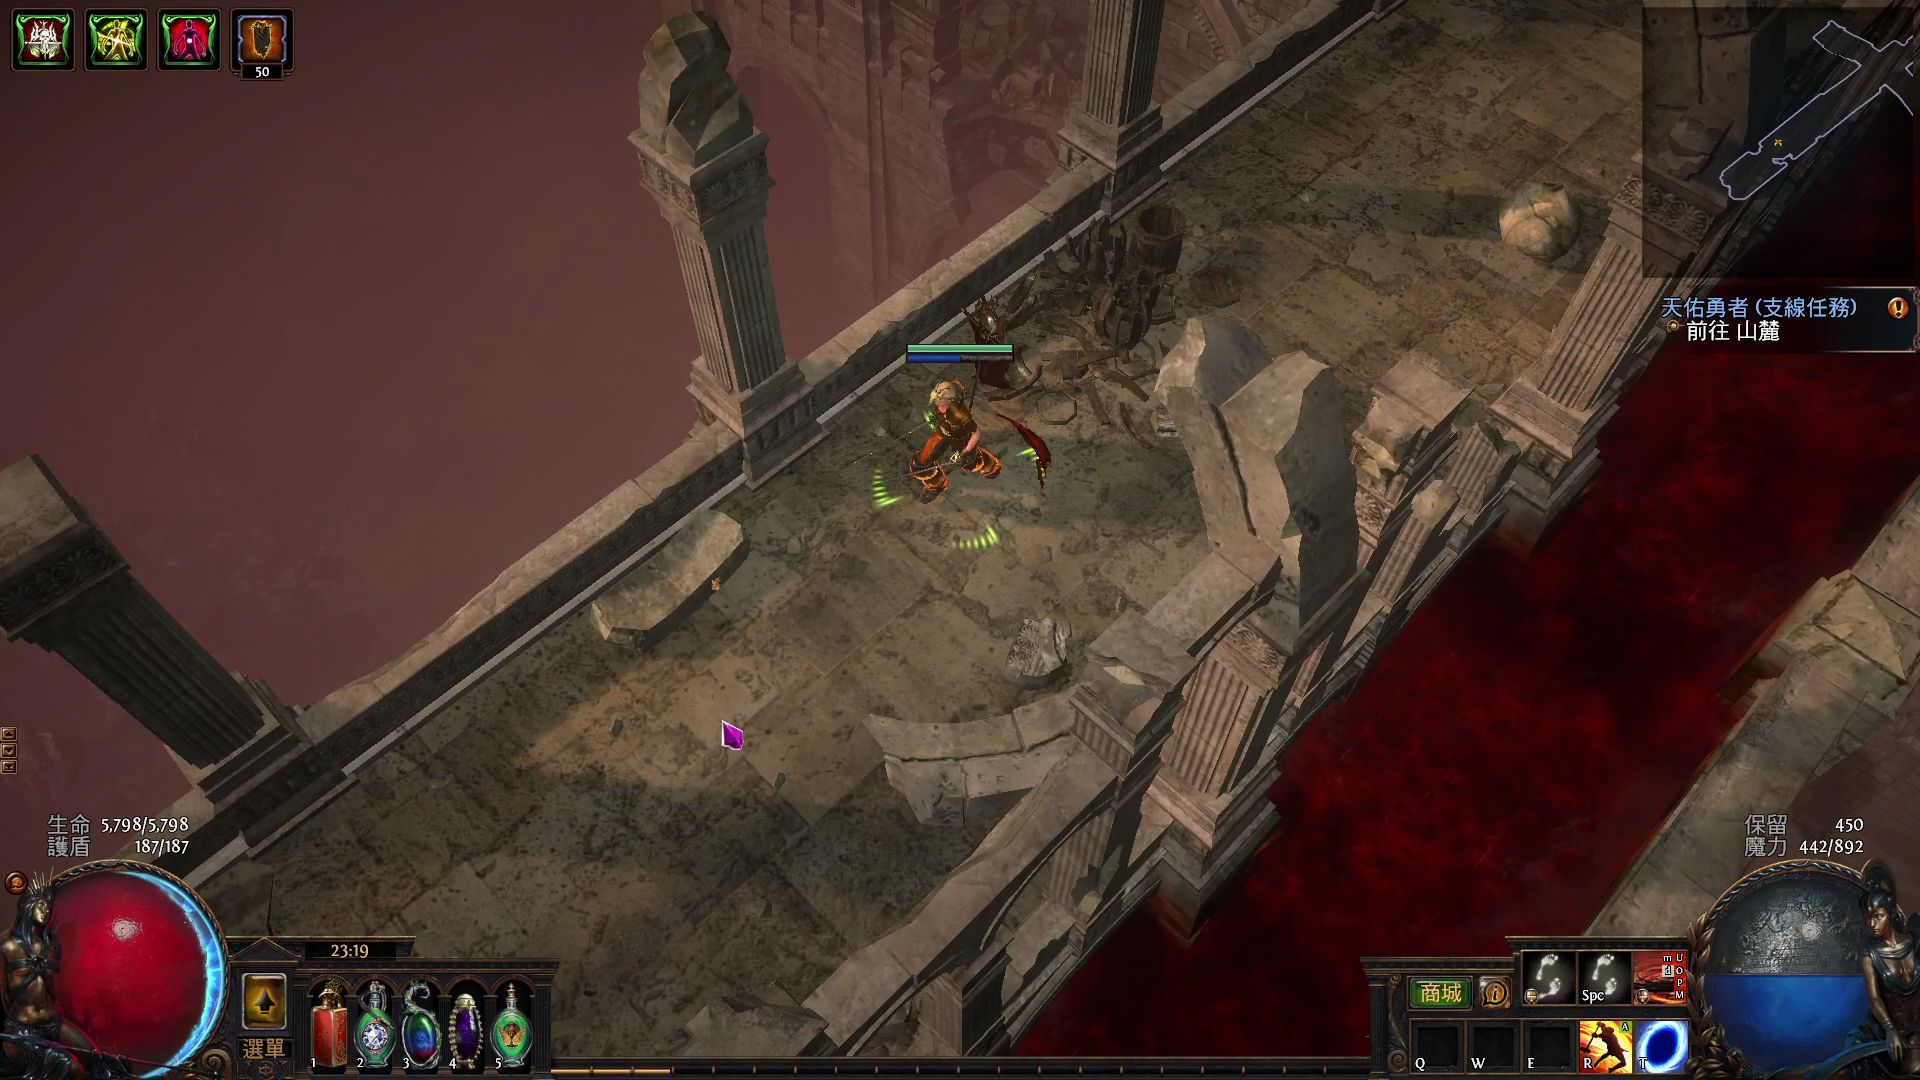 50
天佑勇者 (支線任務)
前往 山麓
生命 5,798/5,798
護盾 187/187
保留 450
魔力 442/892
23:19
選單
1 2 3 4 5
商城
Spc
m U
d O
P
M
A
Q W E R T